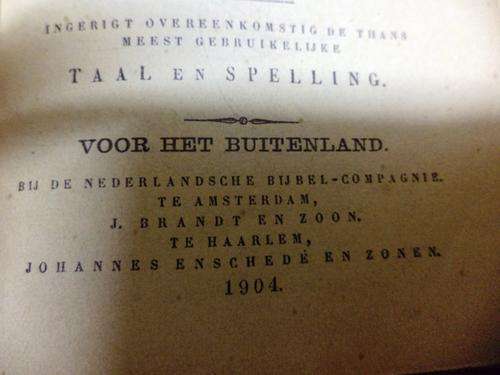 INGERIGT OVEREENKOMSTIG DE THANS
MEEST GEBRUIKELIJKE
TAAL EN SPELLING.
VOOR HET BUITENLAND.
BIJ DE NEDERLANDSCHE BIJBEL-COMPAGNIE.
TE AMSTERDAM,
J. BRANDT EN ZOON.
TE HAARLEM,
JOHANNES ENSCHEDÉ EN ZONEN.
1904.